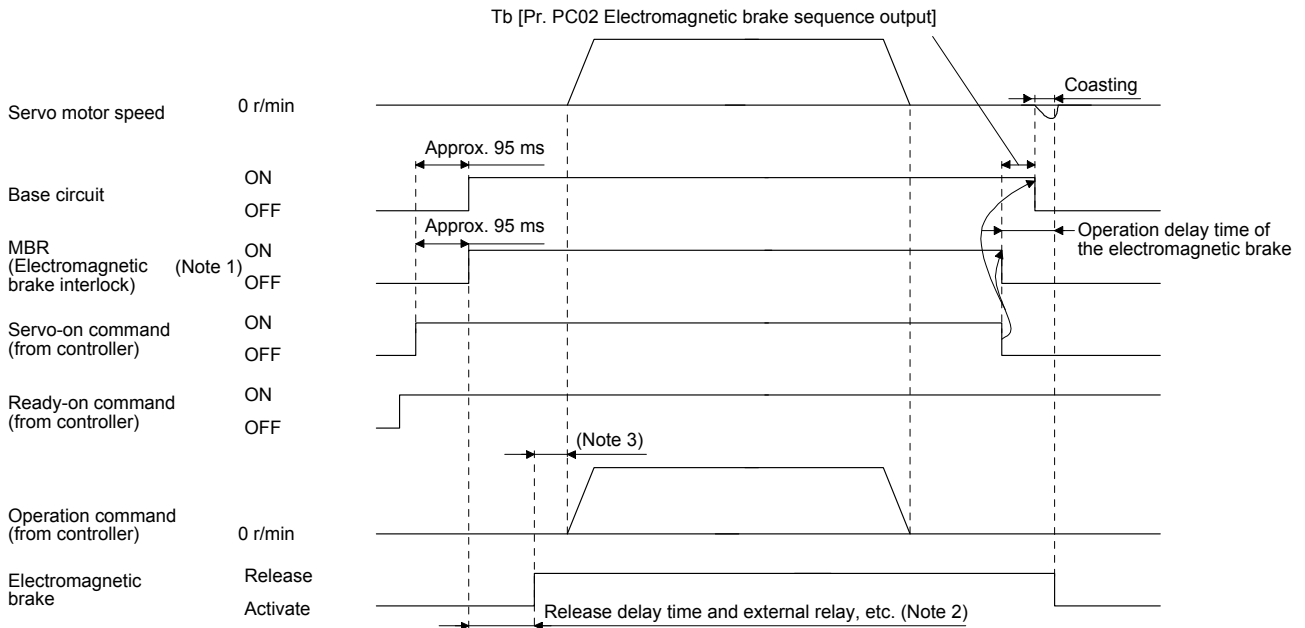 Tb [Pr. PC02 Electromagnetic brake sequence output]
Coasting
Servo motor speed
0 r/min
Approx. 95 ms
Base circuit
ON
OFF
Approx. 95 ms
Operation delay time of
the electromagnetic brake
MBR
(Electromagnetic
brake interlock)
(Note 1)
ON
OFF
Servo-on command
(from controller)
ON
OFF
Ready-on command
(from controller)
ON
OFF
(Note 3)
Operation command
(from controller)
0 r/min
Electromagnetic
brake
Release
Activate
Release delay time and external relay, etc. (Note 2)